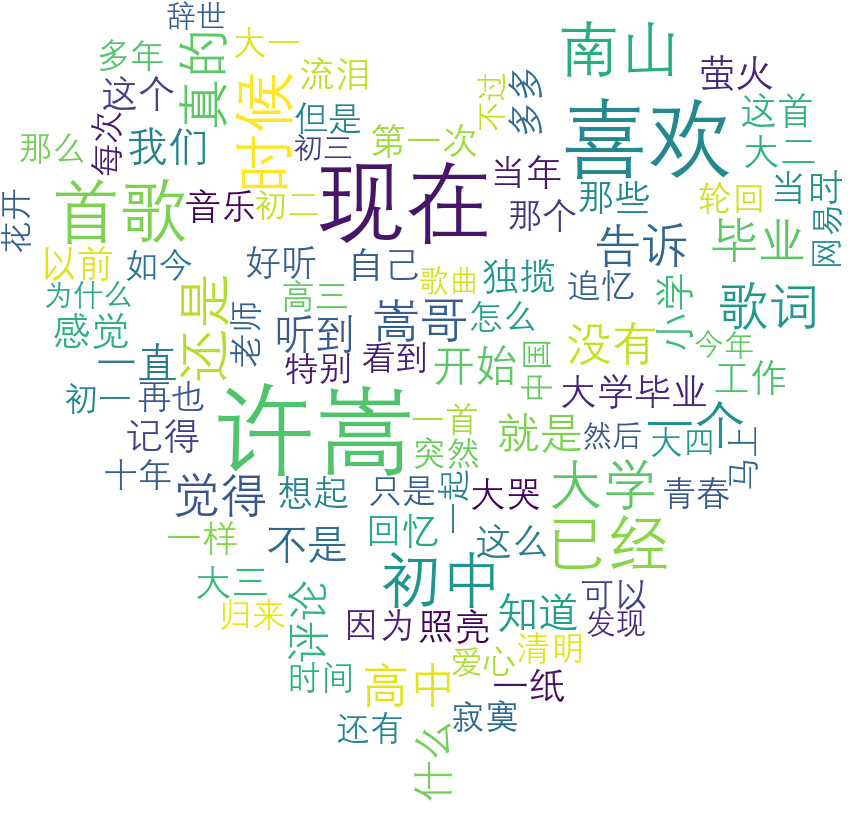 辞世
大一
多年
真的
南山
流泪
萤火
这个
时候
不过
多多
喜欢
但是
这首
每次
我们
第一次
初三
那么
大二
现在
当年
当时
首歌
音乐
初二
那个
那些
轮回
花开
网易
告诉
毕业
以前
如今
好听
自己
独揽
追忆
歌曲
为什么
还是
高三
小学
歌词
感觉
老师
听到
嵩哥
怎么
没有
今年
一直
特别
看到
开始
中国
工作
初一
再也
许嵩
大学毕业
一首
就是
一个
记得
然后
大四
马上
突然
十年
觉得
想起
只是
一起
大哭
大学
青春
一样
不是
回忆
这么
已经
大三
初中
可以
归来
评论
因为
照亮
知道
发现
时间
高中
爱心
清明
一纸
还有
寂寞
什么